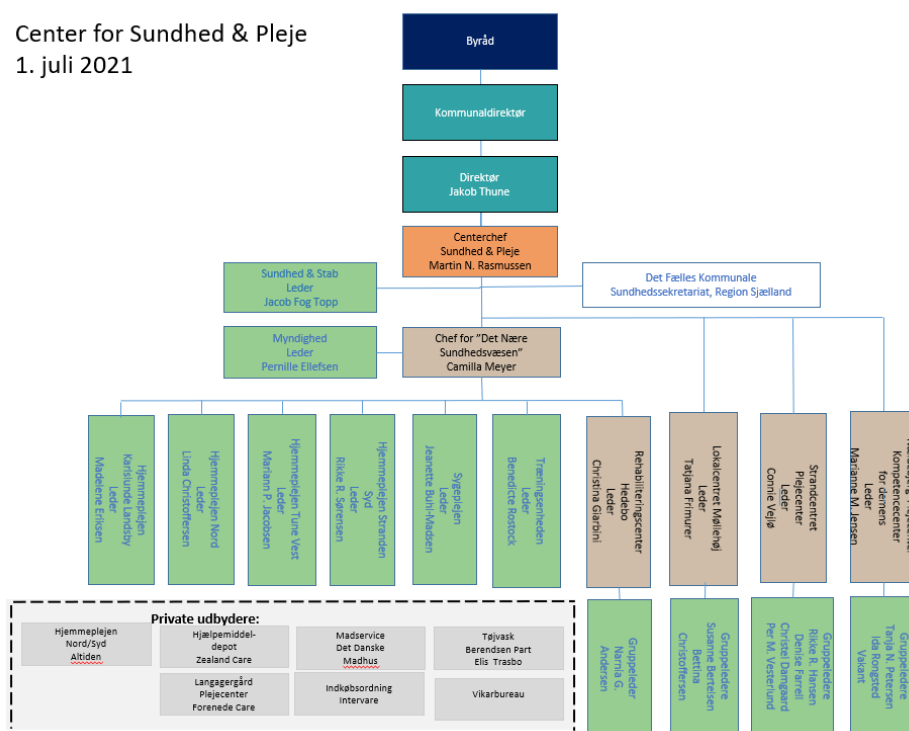 Center for Sundhed & Pleje
1. juli 2021
Byråd
Kommunaldirektør
Direktør
Jakob Thune
Centerchef
Sundhed & Pleje
Martin N. Rasmussen
Sundhed & Stab
Leder
Jacob Fog Topp
Det Fælles Kommunale
Sundhedssekretariat, Region Sjælland
Myndighed
Leder
Pernille Ellefsen
Chef for ”Det Nære
Sundhedsvæsen”
Camilla Meyer
Hjemmeplejen
Karlslunde Landsby
Leder
Madelene Eriksen
Hjemmeplejen Nord
Leder
Linda Christoffersen
Hjemmeplejen Tune Vest
Leder
Mariann P. Jacobsen
Hjemmeplejen Stranden
Syd
Leder
Rikke R. Sørensen
Sygeplejen
Leder
Jeanette Buhl-Madsen
Træningsenheden
Leder
Benedicte Rostock
Rehabiliteringscenter
Hedebo
Leder
Christina Giarbini
Lokalcentret Møllehøj
Leder
Tatjana Frimurer
Strandcentret
Plejecenter
Leder
Connie Vejlø
Kompetencecenter
for demens
Leder
Marianne M. Jensen
Gruppeleder
Narnia G.
Andersen
Gruppeledere
Susanne Bertelsen
Bettina
Christoffersen
Gruppeledere
Rikke R. Hansen
Denise Farrell
Christel Damgaard
Per M. Vesterlund
Gruppeledere
Tanja N. Petersen
Ida Rongsted
Vakant
Private udbydere:
Hjemmeplejen
Nord/Syd
Altiden
Hjælpemiddel-
depot
Zealand Care
Madservice
Det Danske
Madhus
Tøjvask
Berendsen Part
Elis Trasbo
Langagergård
Plejecenter
Forenede Care
Indkøbsordning
Intervare
Vikarbureau